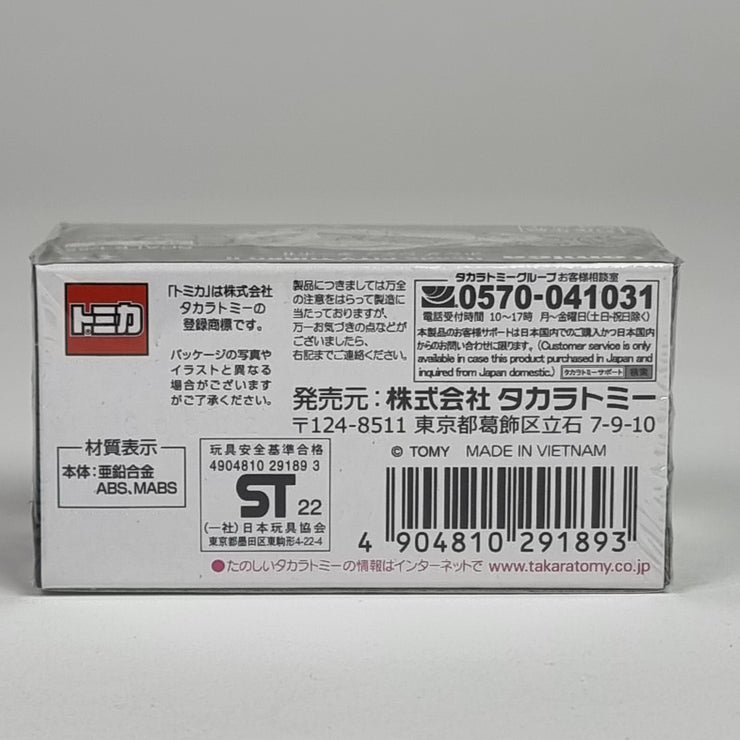 トミカ
「トミカ」は株式会社
タカラトミーの
登録商標です。
パッケージの写真や
イラストと異なる
場合がございます
がご了承ください。
製品につきましては万全
の注意をはらって製造に
当たっておりますが、
万一お気づきの点などが
ございましたら、
右記までご連絡ください。
タカラトミーグループお客様相談室
0570-041031
電話受付時間 10〜17時 月〜金曜日(土・日・祝日除く)
本製品のお客様サポートは日本国内でのご購入かつ日本国内
からのお問い合わせに限ります。(Customer service is only
available in case this product purchased in Japan and
inquired from Japan domestic.) タカラトミーサポート 検索
発売元:株式会社 タカラトミー
〒124-8511 東京都葛飾区立石 7-9-10
材質表示
本体:亜鉛合金
ABS、MABS
玩具安全基準合格
4904810 29189 3
ST 22
(一社)日本玩具協会
東京都墨田区東駒形4-22-4
© TOMY MADE IN VIETNAM
4 904810 291893
●たのしいタカラトミーの情報はインターネットで www.takaratomy.co.jp